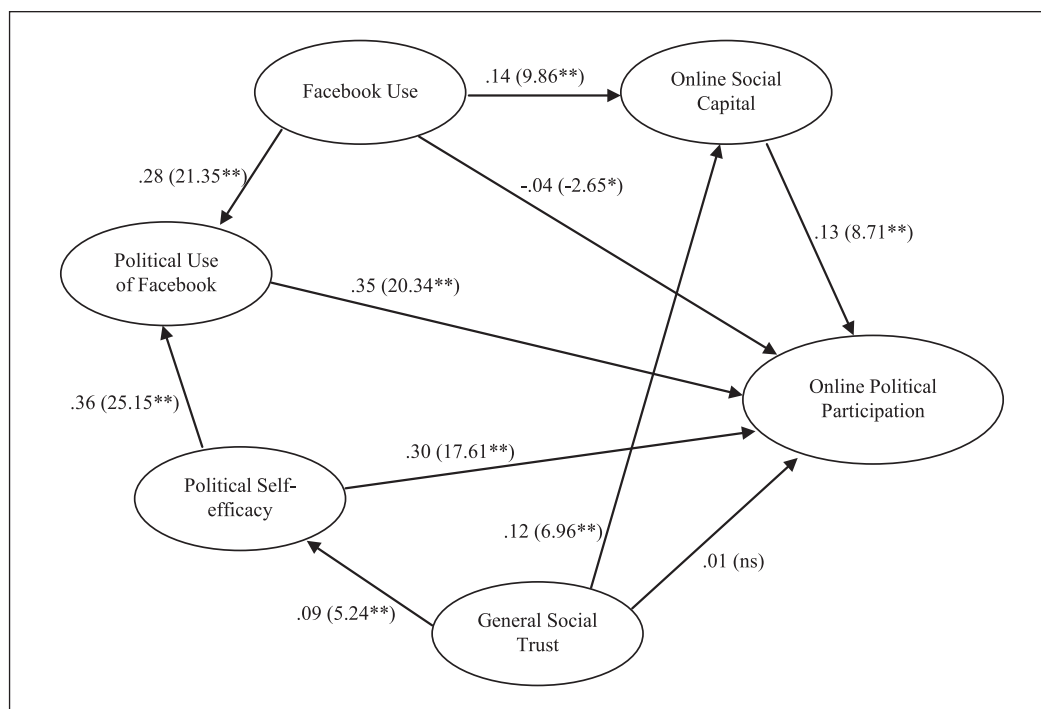 Facebook Use
.14 (9.86**)
Online Social
Capital
.28 (21.35**)
-.04 (-2.65*)
.13 (8.71**)
Political Use
of Facebook
.35 (20.34**)
Online Political
Participation
.36 (25.15**)
.30 (17.61**)
Political Self-
efficacy
.12 (6.96**)
.01 (ns)
.09 (5.24**)
General Social
Trust